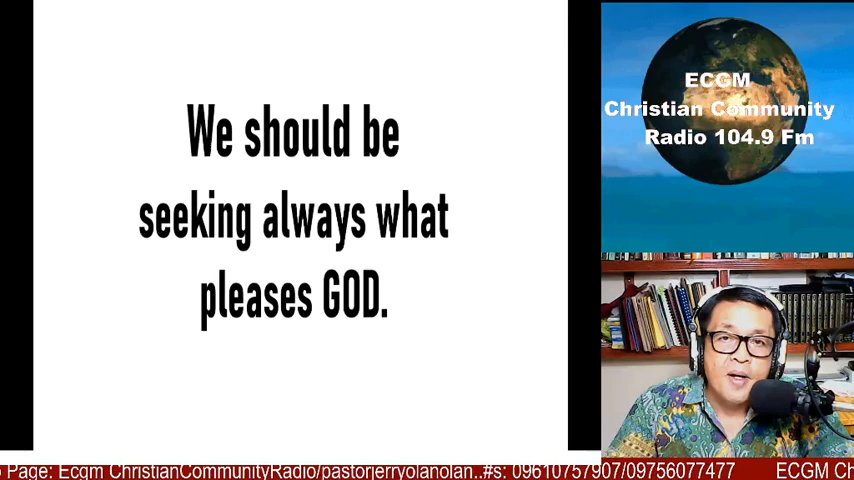 We should be
seeking always what
pleases GOD.
ECGM
Christian Community
Radio 104.9 Fm
Page: Ecgm ChristianCommunityRadio/pastorjerryolanolan..#s: 09610757907/09756077477 ECGM